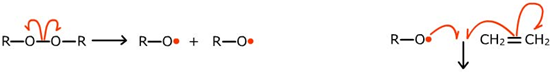 R—O—O—R ⟶ R—O• + R—O•
R—O• CH₂=CH₂